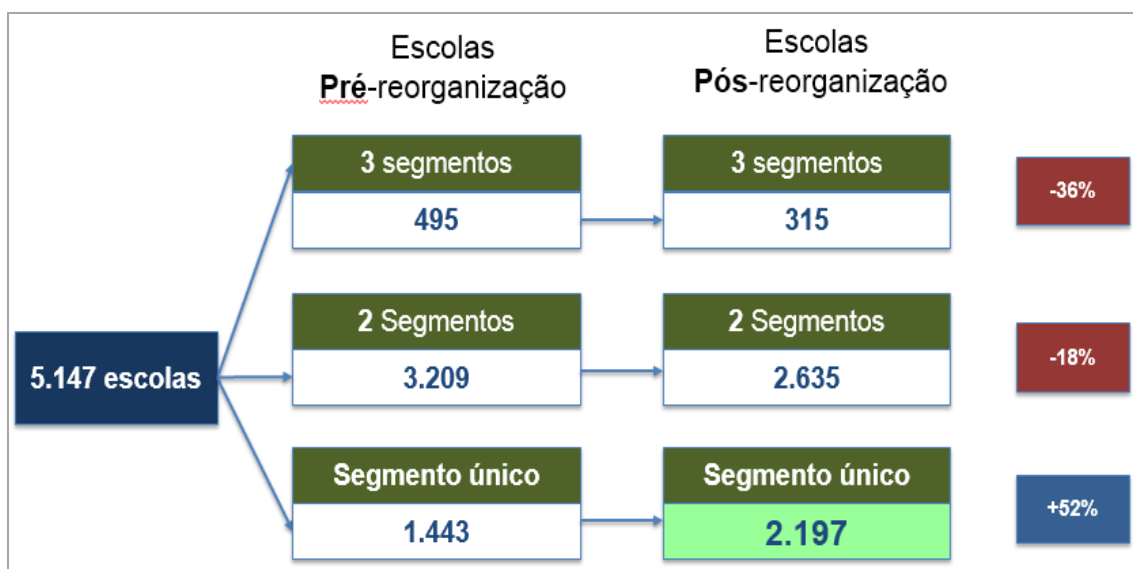 Escolas
Pré-reorganização
Escolas
Pós-reorganização
3 segmentos
495
3 segmentos
315
-36%
5.147 escolas
2 Segmentos
3.209
2 Segmentos
2.635
-18%
Segmento único
1.443
Segmento único
2.197
+52%